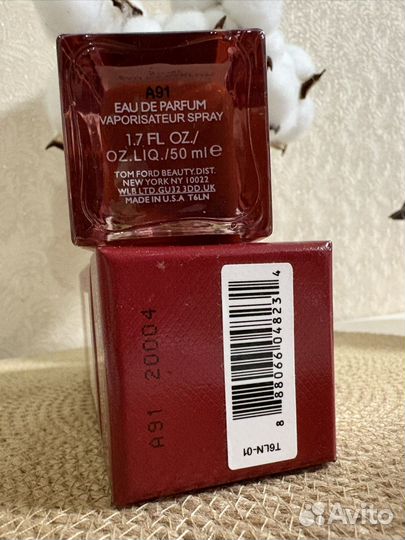 A91
EAU DE PARFUM
VAPORISATEUR SPRAY
1.7 FL OZ./
OZ.LIQ./50 ml e
TOM FORD BEAUTY.DIST.
NEW YORK NY 10022
WLB LTD.GU32 3DD.UK
MADE IN U.S.A T6LN
A91 20004
8 88066 04823 4
T6LN-01
Avito